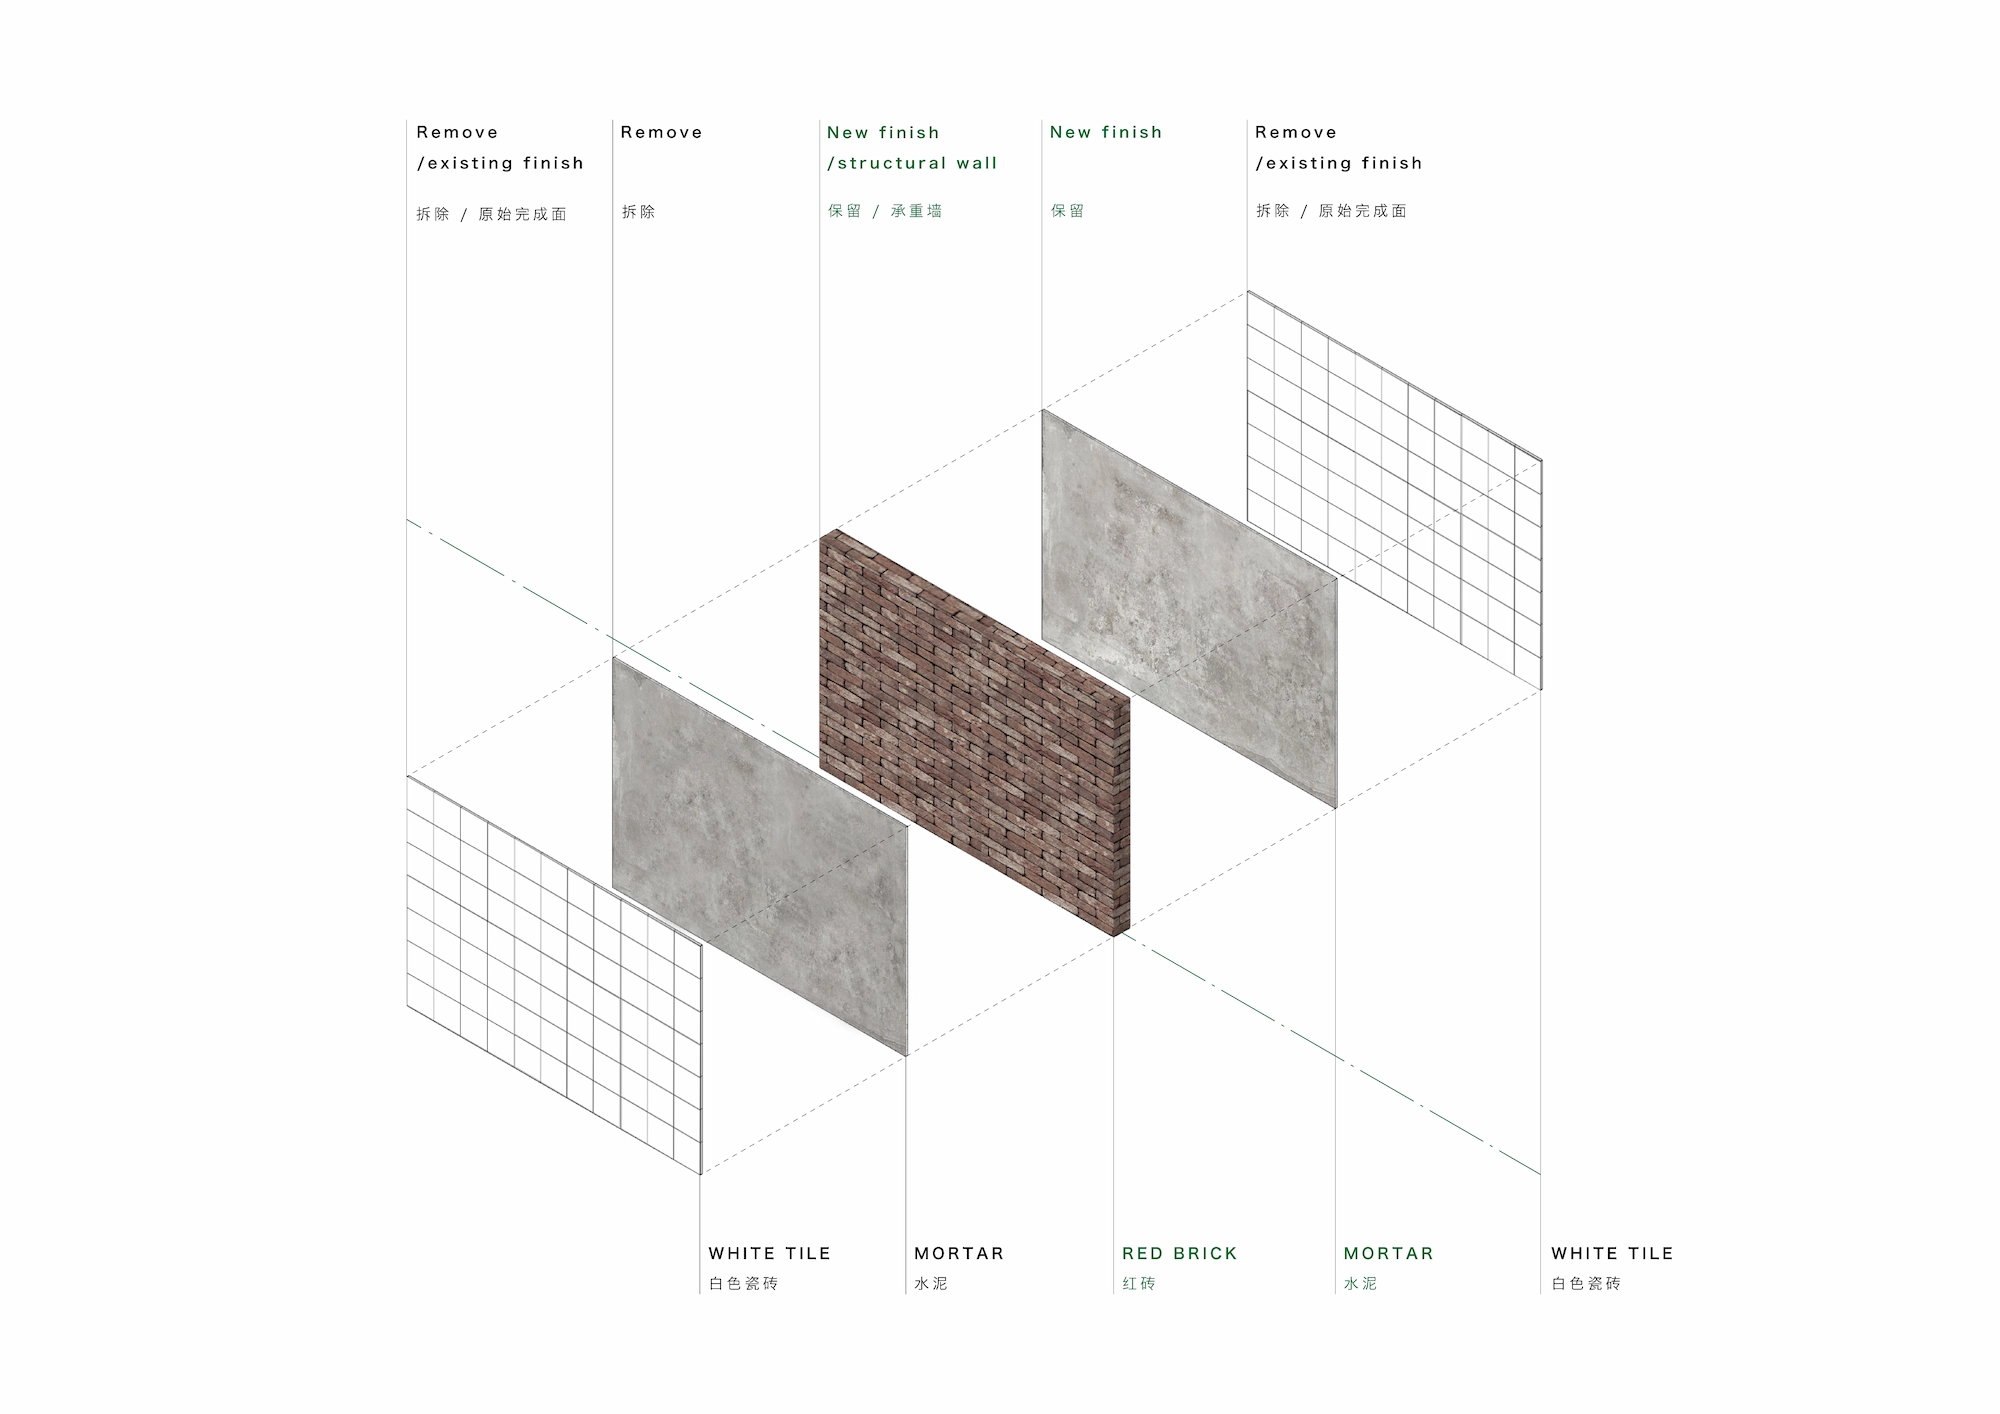 Remove
/existing finish
拆除 / 原始完成面
Remove
拆除
New finish
/structural wall
保留 / 承重墙
New finish
保留
Remove
/existing finish
拆除 / 原始完成面
WHITE TILE
白色瓷砖
MORTAR
水泥
RED BRICK
红砖
MORTAR
水泥
WHITE TILE
白色瓷砖